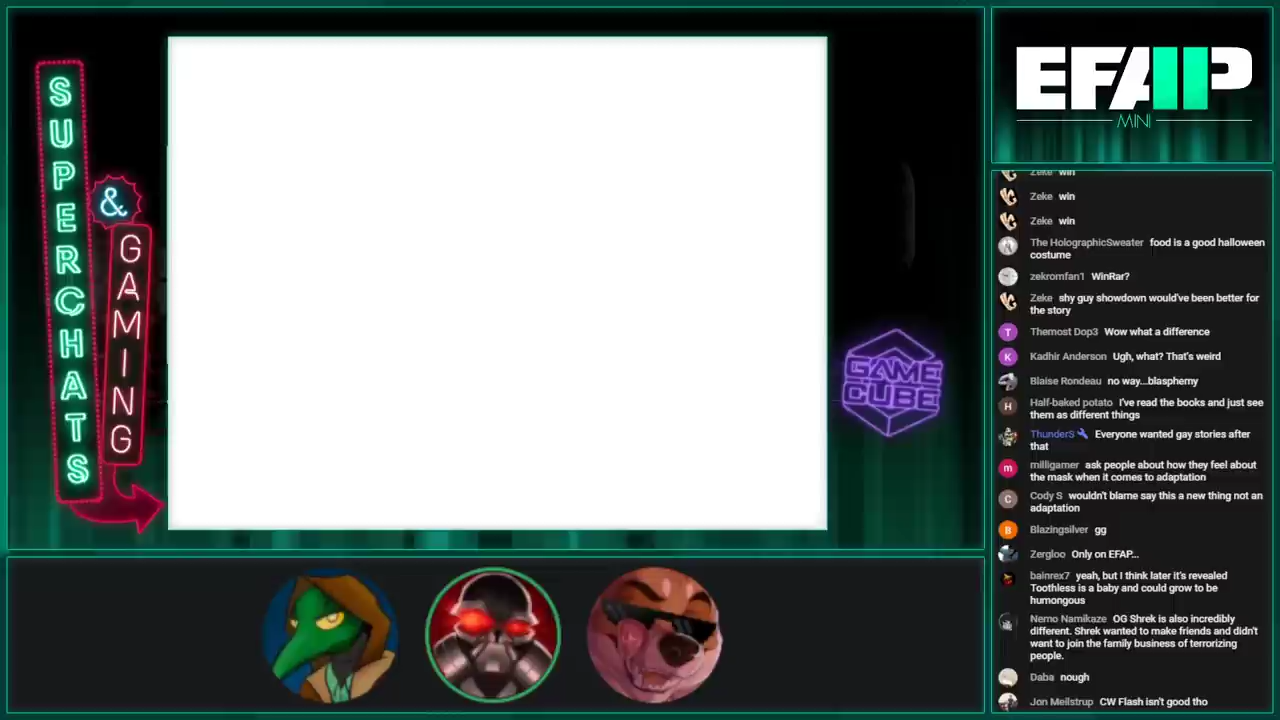 SUPERCHATS
&
GAMING
GAME
CUBE
EFAP
MINI
Zeke win
Zeke win
Zeke win
The HolographicSweater food is a good halloween
costume
zekromfan1 WinRar?
Zeke shy guy showdown would've been better for
the story
T
Themost Dop3 Wow what a difference
K
Kadhir Anderson Ugh, what? That's weird
Blaise Rondeau no way...blasphemy
H
Half-baked potato I've read the books and just see
them as different things
ThunderS Everyone wanted gay stories after
that
m
milligamer ask people about how they feel about
the mask when it comes to adaptation
C
Cody S wouldn't blame say this a new thing not an
adaptation
B
Blazingsilver gg
Zergloo Only on EFAP...
bainrex7 yeah, but I think later it's revealed
Toothless is a baby and could grow to be
humongous
Nemo Namikaze OG Shrek is also incredibly
different. Shrek wanted to make friends and didn't
want to join the family business of terrorizing
people.
Daba nough
Jon Meilstrup CW Flash isn't good tho